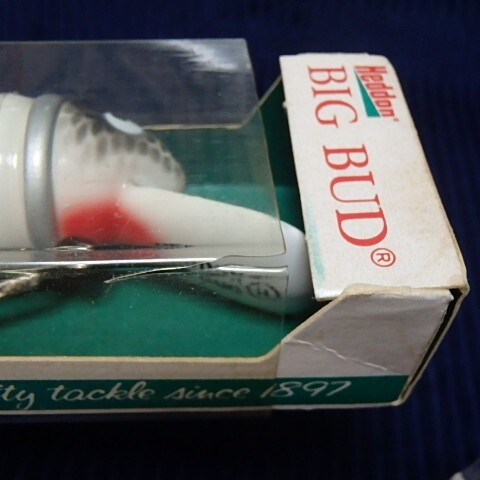 Heddon®
BIG BUD®
ity tackle since 1897